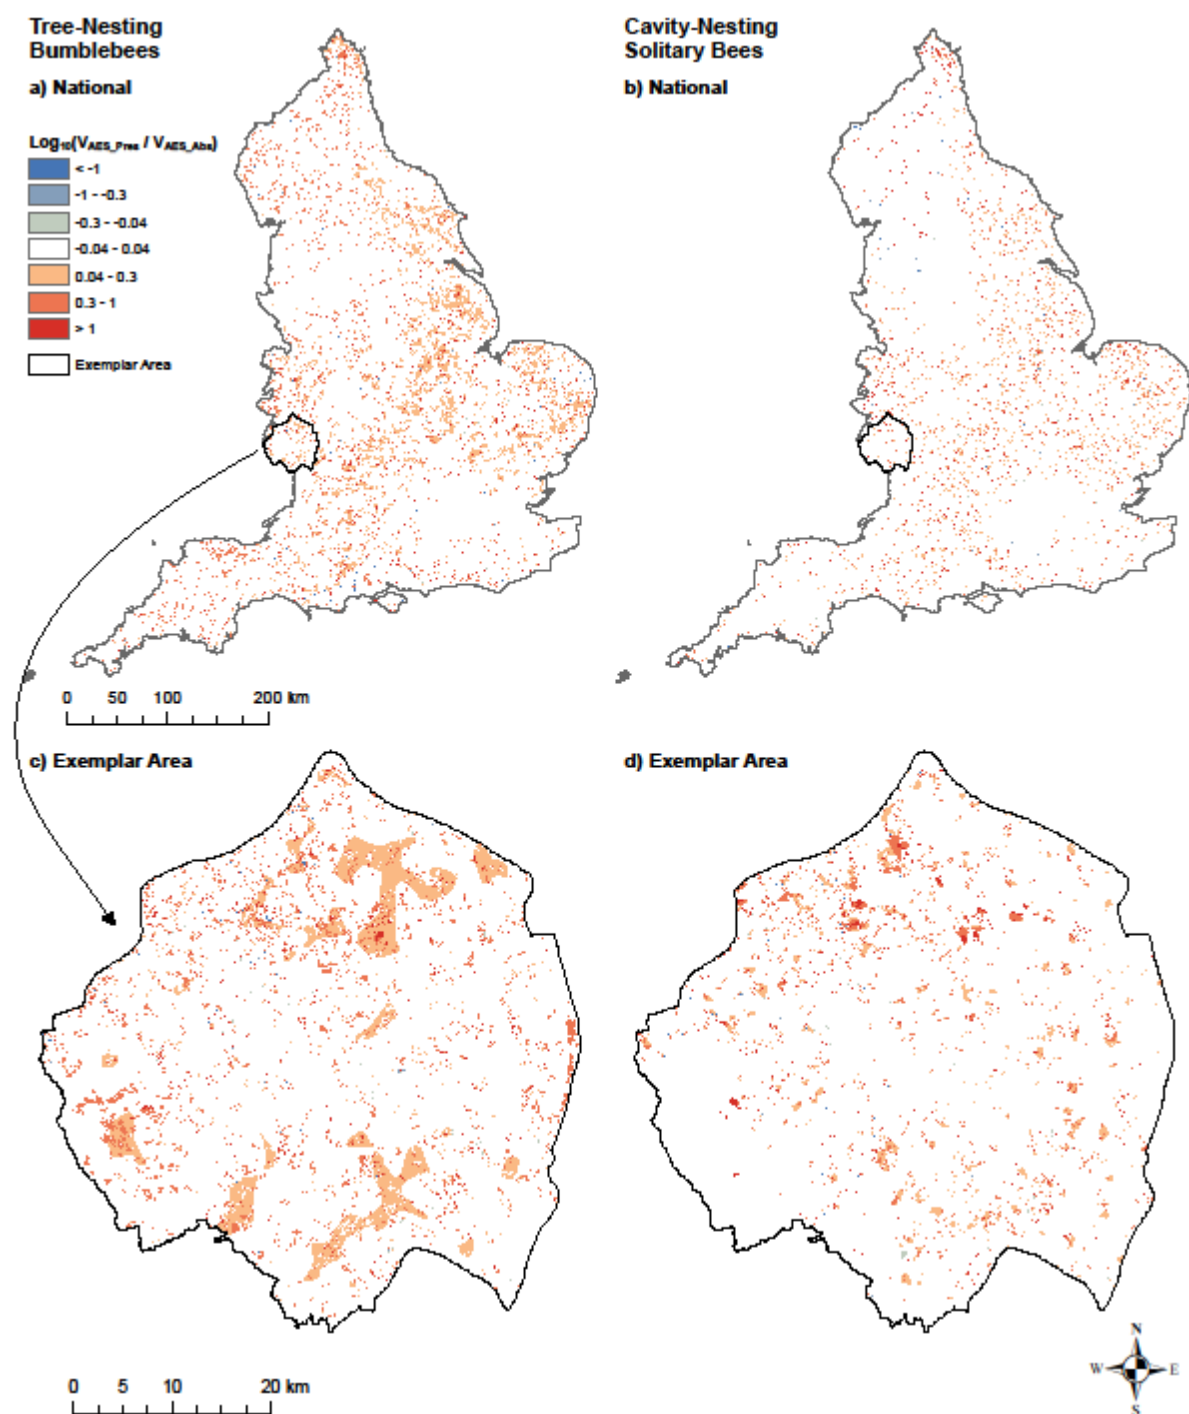 Tree-Nesting
Bumblebees
a) National
Log₁₀(V_AES_Pres / V_AES_Abs)
< -1
-1 - -0.3
-0.3 - -0.04
-0.04 - 0.04
0.04 - 0.3
0.3 - 1
> 1
Exemplar Area
0 50 100 200 km
Cavity-Nesting
Solitary Bees
b) National
c) Exemplar Area
d) Exemplar Area
0 5 10 20 km
N
W E
S